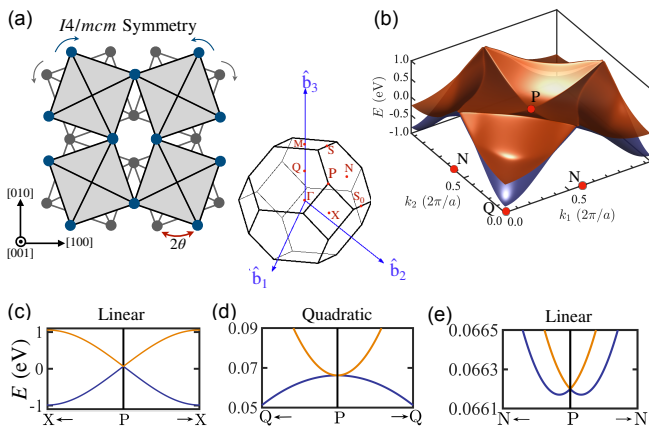 (a)
I4/mcm Symmetry
[010]
[001]
[100]
2θ
b̂₃
M
S
Q
N
P
Γ
S₀
X
b̂₁
b̂₂
(b)
E (eV)
1.0
0.5
0.0
-0.5
-1.0
P
N
0.5
N
k₂ (2π/a)
0.5
k₁ (2π/a)
Q
0.0
0.0
(c)
Linear
E (eV)
1
0
-1
X ← P → X
(d)
Quadratic
0.09
0.07
0.05
Q ← P → Q
(e)
Linear
0.0665
0.0663
0.0661
N ← P → N